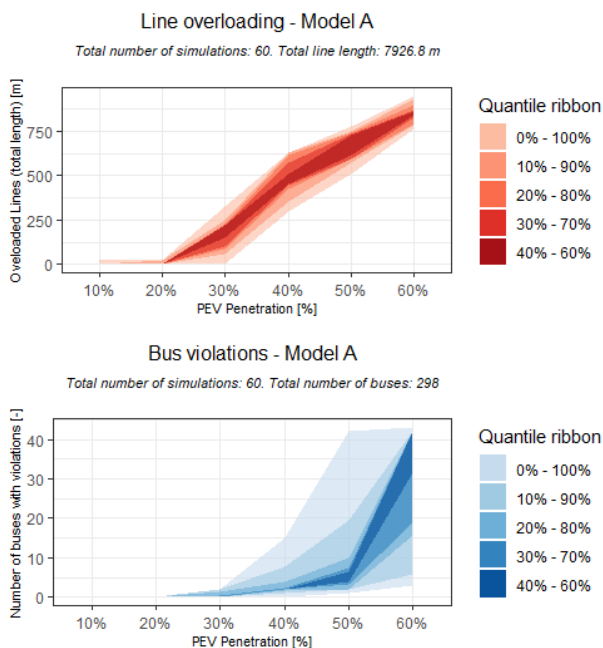 Line overloading - Model A
Total number of simulations: 60. Total line length: 7926.8 m
Oveloaded Lines (total length) [m]
750
500
250
0
10% 20% 30% 40% 50% 60%
PEV Penetration [%]
Quantile ribbon
0% - 100%
10% - 90%
20% - 80%
30% - 70%
40% - 60%
Bus violations - Model A
Total number of simulations: 60. Total number of buses: 298
Number of buses with violations [-]
40
30
20
10
0
10% 20% 30% 40% 50% 60%
PEV Penetration [%]
Quantile ribbon
0% - 100%
10% - 90%
20% - 80%
30% - 70%
40% - 60%